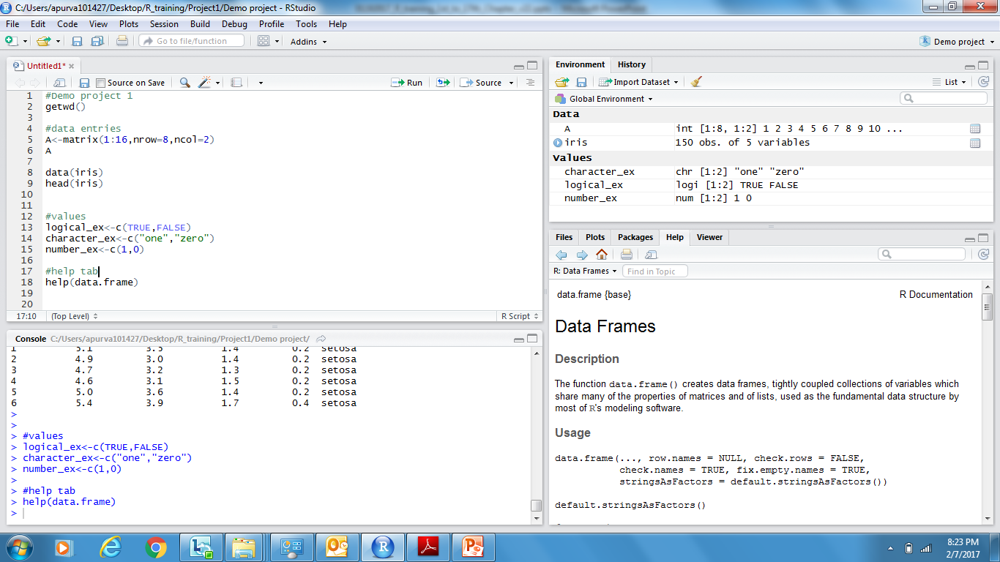 C:/Users/apurva101427/Desktop/R_training/Project1/Demo project - RStudio
File Edit Code View Plots Session Build Debug Profile Tools Help
Go to file/function Addins Demo project
Untitled1*
Source on Save Run Source
1 #Demo project 1
2 getwd()
3
4 #data entries
5 A<-matrix(1:16,nrow=8,ncol=2)
6 A
7
8 data(iris)
9 head(iris)
10
11
12 #values
13 logical_ex<-c(TRUE,FALSE)
14 character_ex<-c("one","zero")
15 number_ex<-c(1,0)
16
17 #help tab
18 help(data.frame)
19
20
17:10 (Top Level) R Script
Console C:/Users/apurva101427/Desktop/R_training/Project1/Demo project/
1 5.1 3.5 1.4 0.2 setosa
2 4.9 3.0 1.4 0.2 setosa
3 4.7 3.2 1.3 0.2 setosa
4 4.6 3.1 1.5 0.2 setosa
5 5.0 3.6 1.4 0.2 setosa
6 5.4 3.9 1.7 0.4 setosa
>
>
> #values
> logical_ex<-c(TRUE,FALSE)
> character_ex<-c("one","zero")
> number_ex<-c(1,0)
>
> #help tab
> help(data.frame)
>
Environment History
Import Dataset List
Global Environment
Data
A int [1:8, 1:2] 1 2 3 4 5 6 7 8 9 10 ...
iris 150 obs. of 5 variables
Values
character_ex chr [1:2] "one" "zero"
logical_ex logi [1:2] TRUE FALSE
number_ex num [1:2] 1 0
Files Plots Packages Help Viewer
R: Data Frames Find in Topic
data.frame {base} R Documentation
Data Frames
Description
The function data.frame() creates data frames, tightly coupled collections of variables which
share many of the properties of matrices and of lists, used as the fundamental data structure by
most of R's modeling software.
Usage
data.frame(..., row.names = NULL, check.rows = FALSE,
check.names = TRUE, fix.empty.names = TRUE,
stringsAsFactors = default.stringsAsFactors())
default.stringsAsFactors()
8:23 PM
2/7/2017